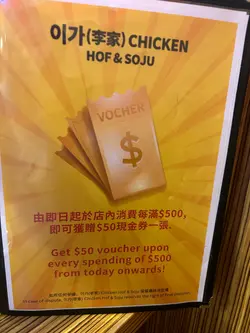 이가(李家) CHICKEN
HOF & SOJU
VOCHER
$
由即日起於店內消費每滿$500,
即可獲贈$50現金券一張.
Get $50 voucher upon
every spending of $500
from today onwards!